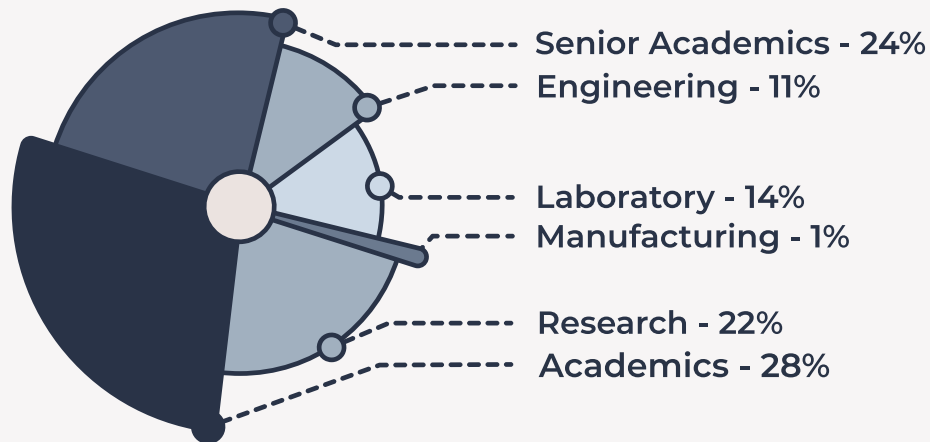 Senior Academics - 24%
Engineering - 11%
Laboratory - 14%
Manufacturing - 1%
Research - 22%
Academics - 28%